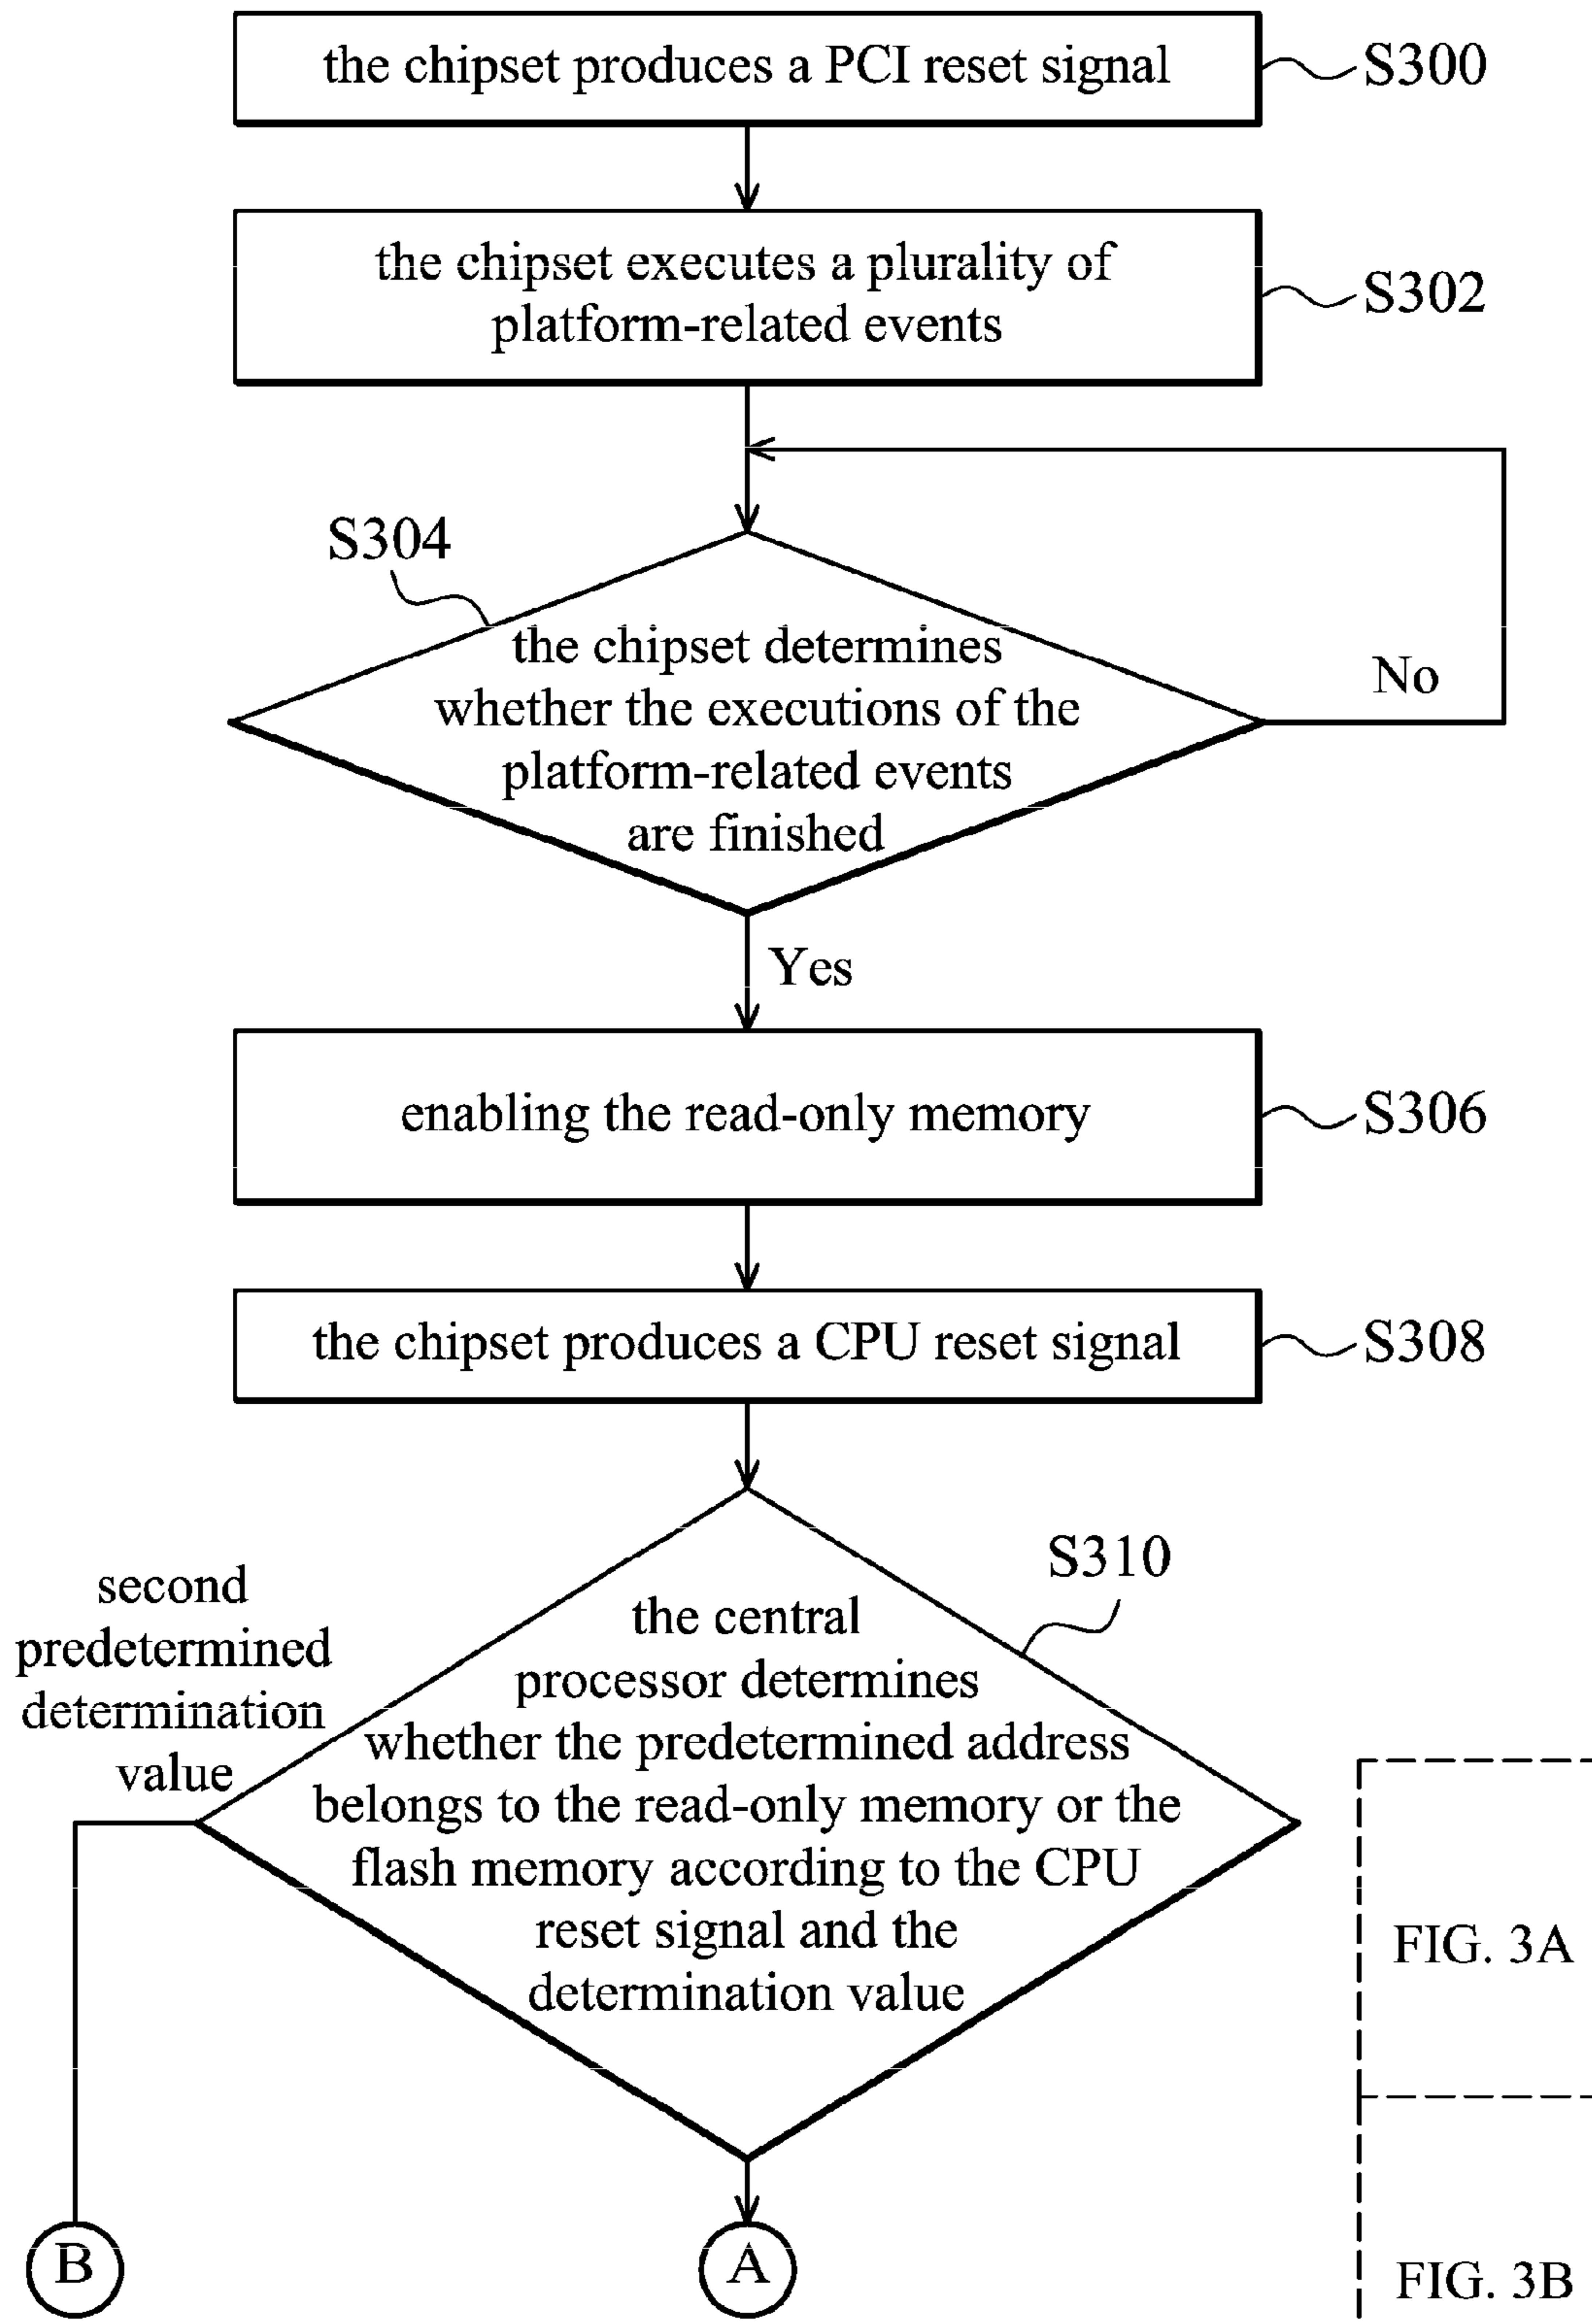 the chipset produces a PCI reset signal
S300
the chipset executes a plurality of
platform-related events
S302
S304
the chipset determines
whether the executions of the
platform-related events
are finished
No
Yes
enabling the read-only memory
S306
the chipset produces a CPU reset signal
S308
S310
second
predetermined
determination
value
the central
processor determines
whether the predetermined address
belongs to the read-only memory or the
flash memory according to the CPU
reset signal and the
determination value
FIG. 3A
B
A
FIG. 3B